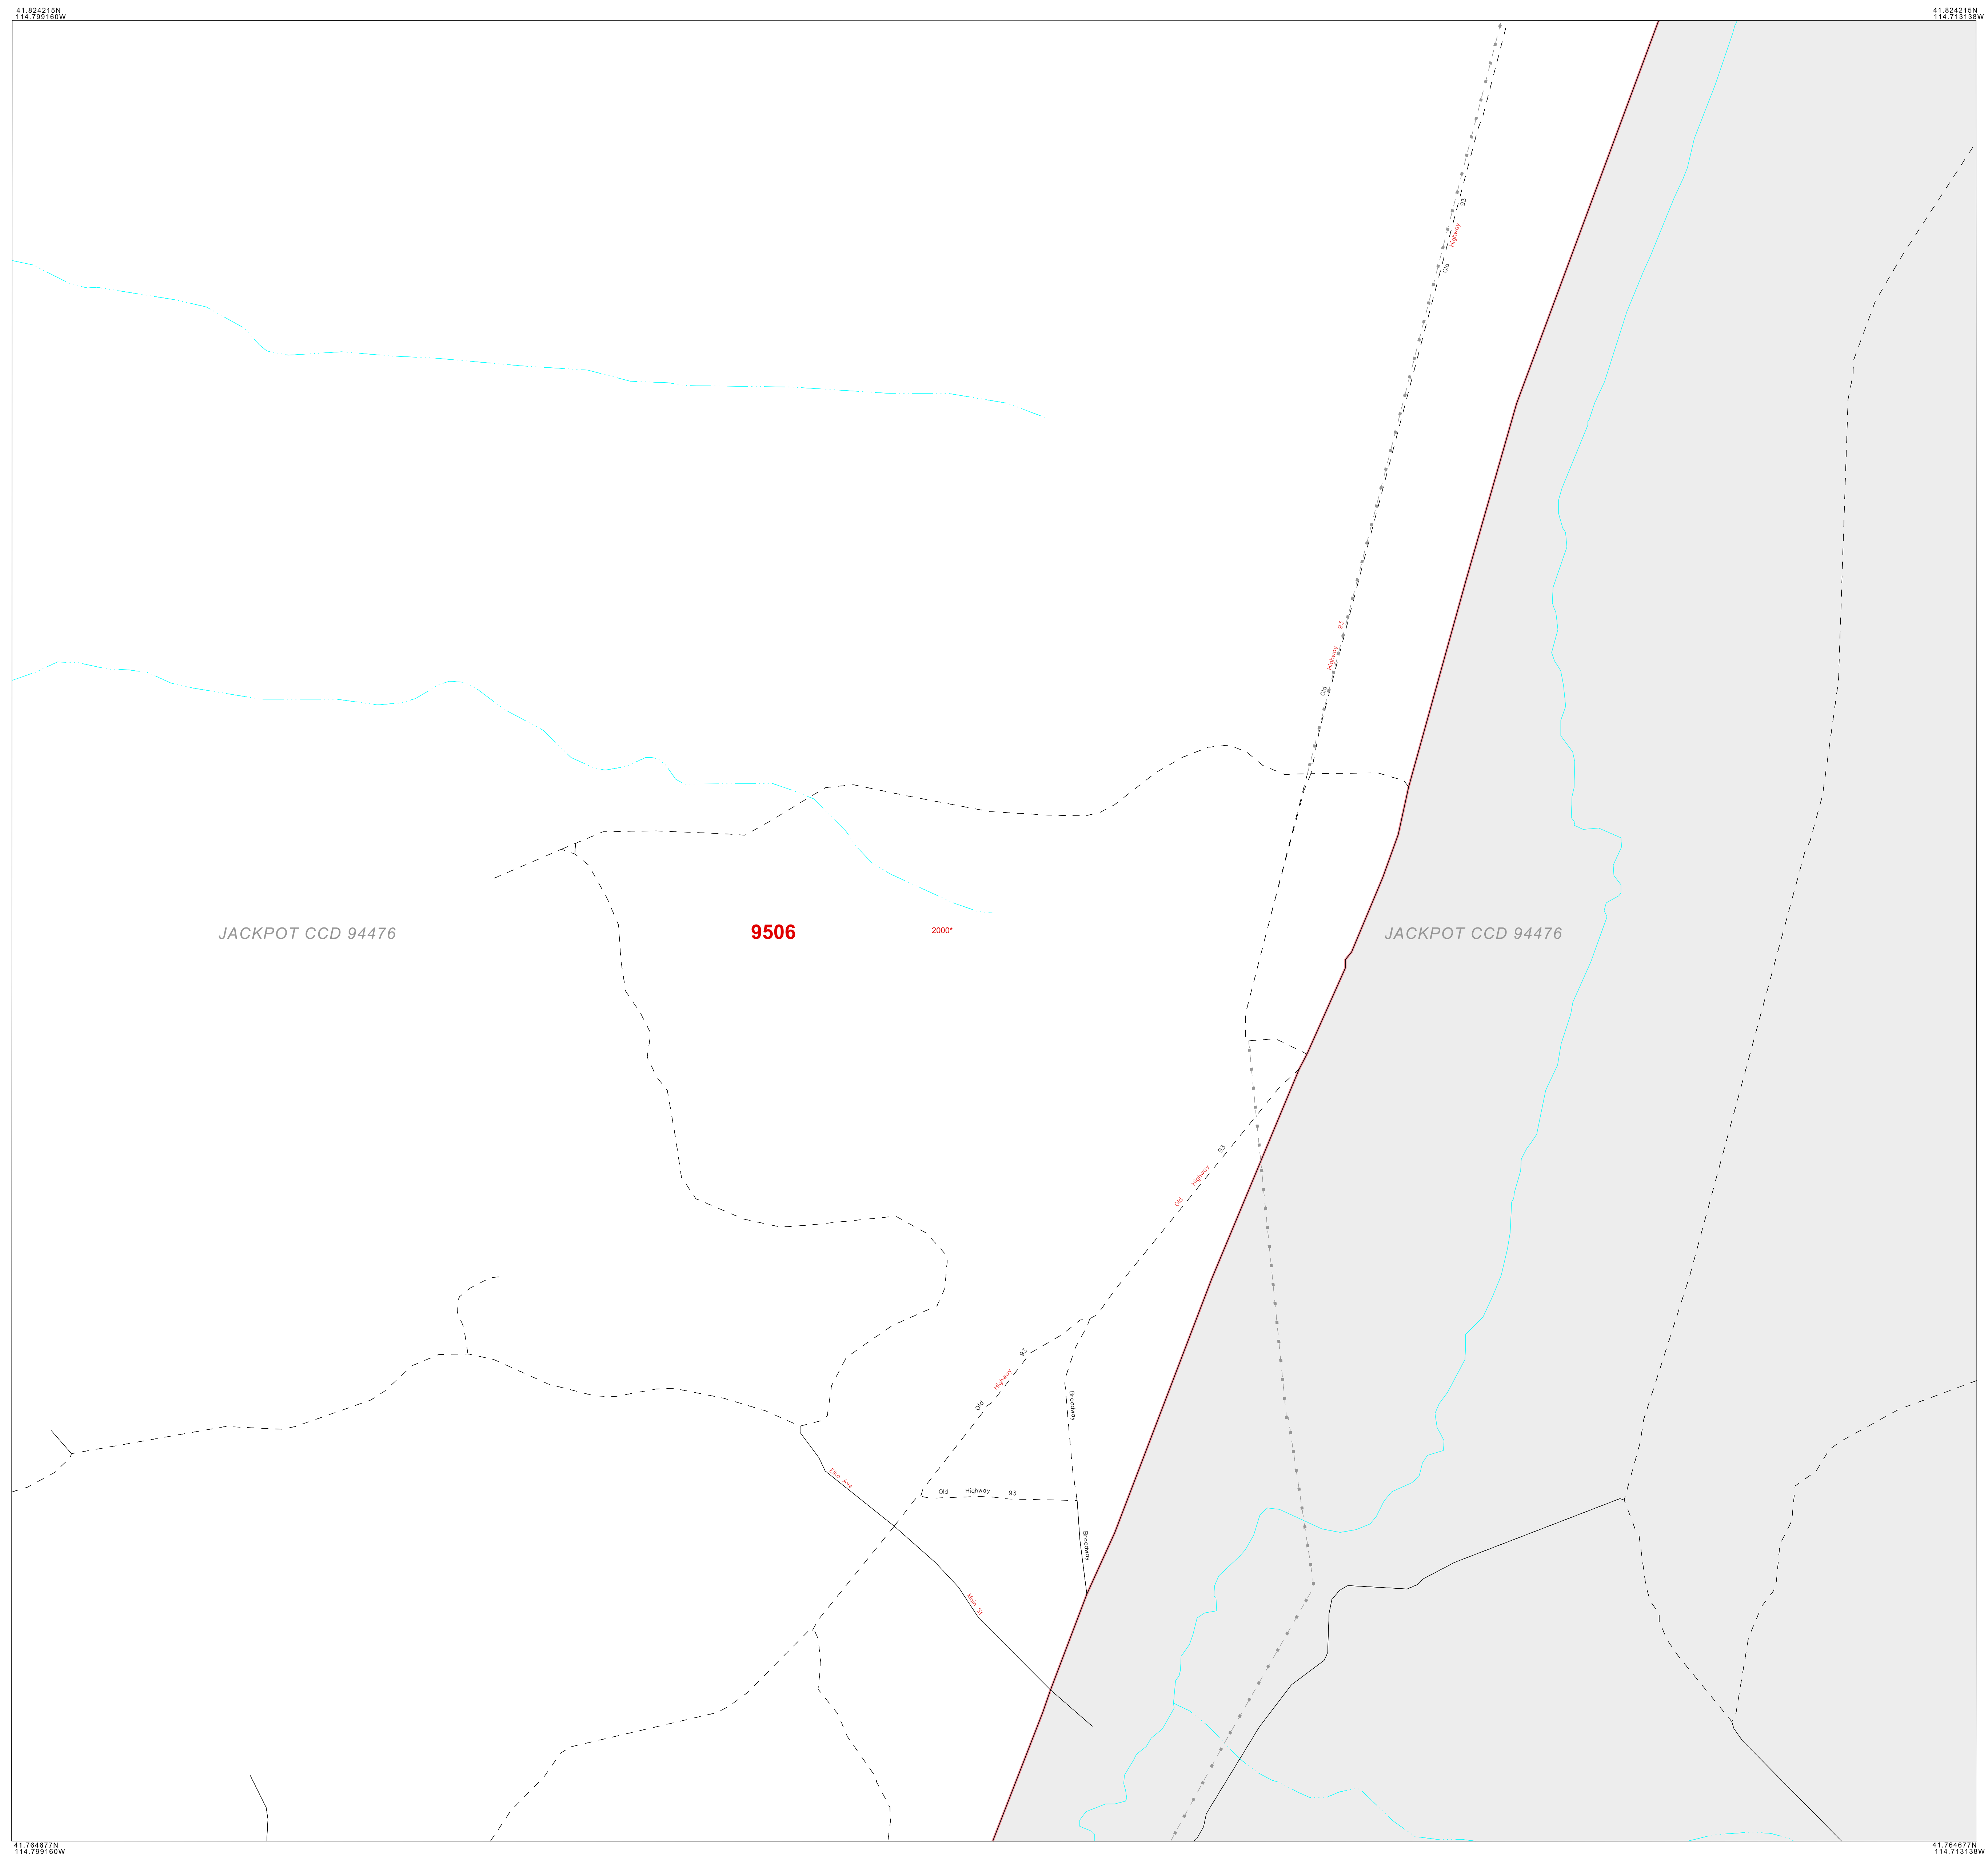 41.824215N
114.799160W
41.824215N
114.713138W
Old Highway 93
Old Highway 93
JACKPOT CCD 94476
9506
2000*
JACKPOT CCD 94476
Old Highway 93
Old Highway 93
Broadway
Elko Ave
Old Highway 93
Broadway
Main St
41.764677N
114.799160W
41.764677N
114.713138W